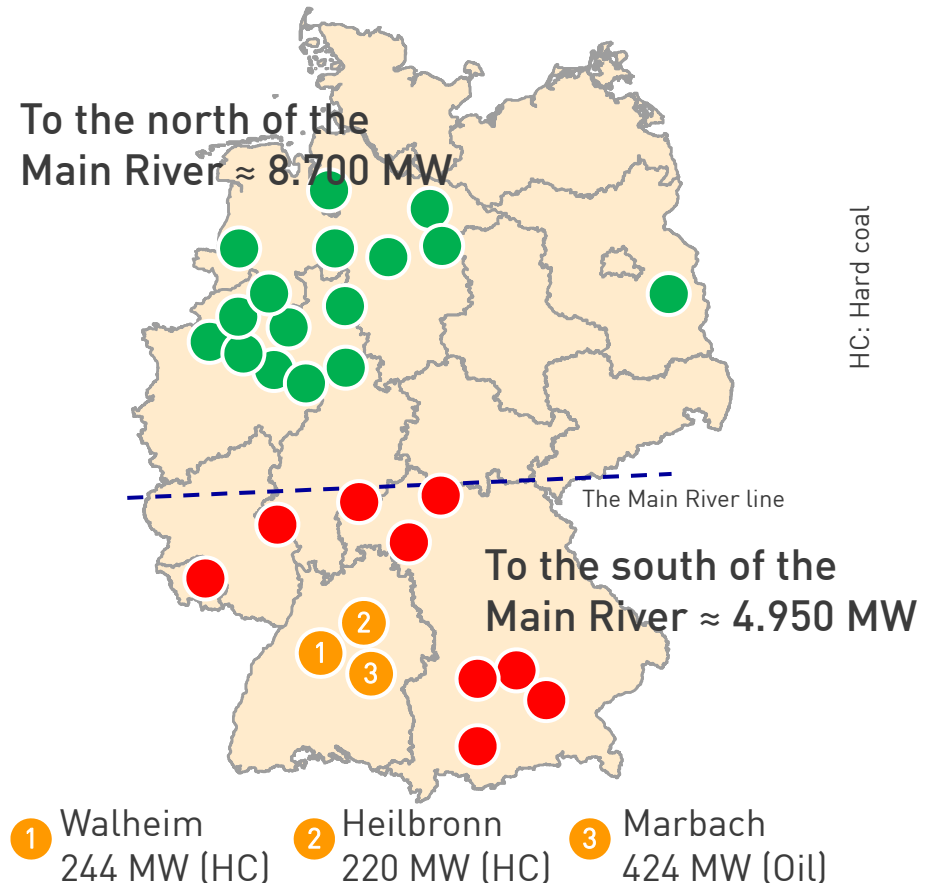 To the north of the
Main River ≈ 8.700 MW
HC: Hard coal
The Main River line
To the south of the
Main River ≈ 4.950 MW
2
1
3
1 Walheim
244 MW (HC)
2 Heilbronn
220 MW (HC)
3 Marbach
424 MW (Oil)